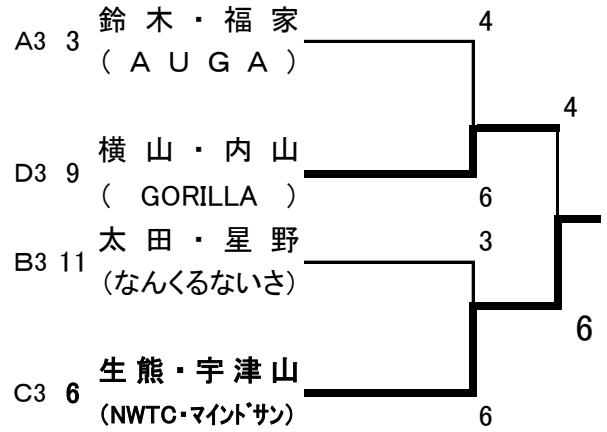 鈴木・福家 4
A3 3
(AUGA)
4
横山・内山
D3 9
(GORILLA) 6
太田・星野 3
B3 11
(なんくるないさ)
6
生熊・宇津山
C3 6
(NWTC・マインドサン) 6